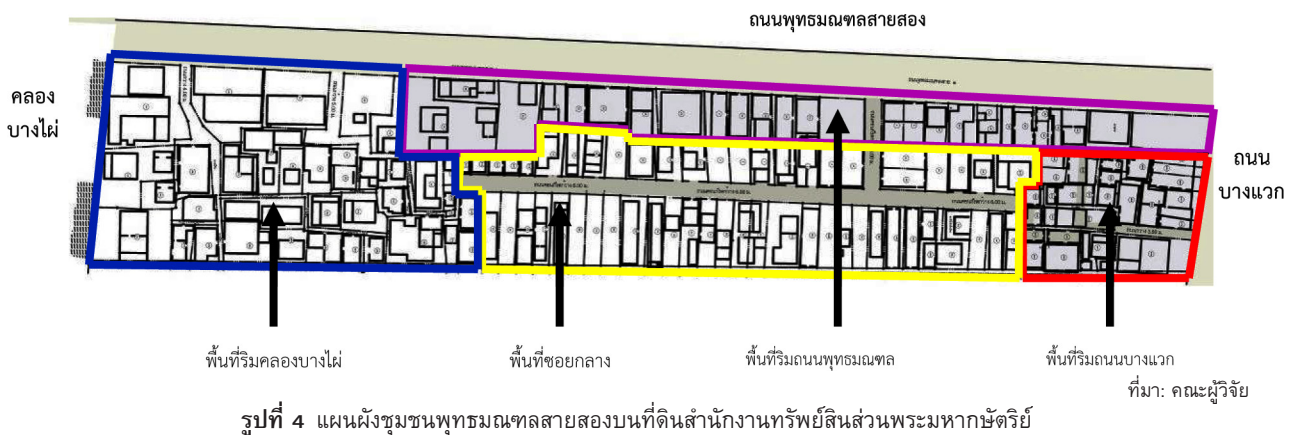 ถนนพุทธมณฑลสายสอง
คลอง
บางไผ่
ถนน
บางแวก
พื้นที่ริมคลองบางไผ่
พื้นที่ซอยกลาง
พื้นที่ริมถนนพุทธมณฑล
พื้นที่ริมถนนบางแวก
ที่มา: คณะผู้วิจัย
รูปที่ 4 แผนผังชุมชนพุทธมณฑลสายสองบนที่ดินสำนักงานทรัพย์สินส่วนพระมหากษัตริย์